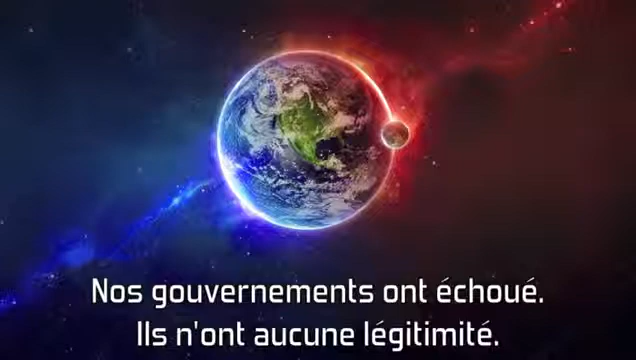 Nos gouvernements ont échoué.
Ils n'ont aucune légitimité.